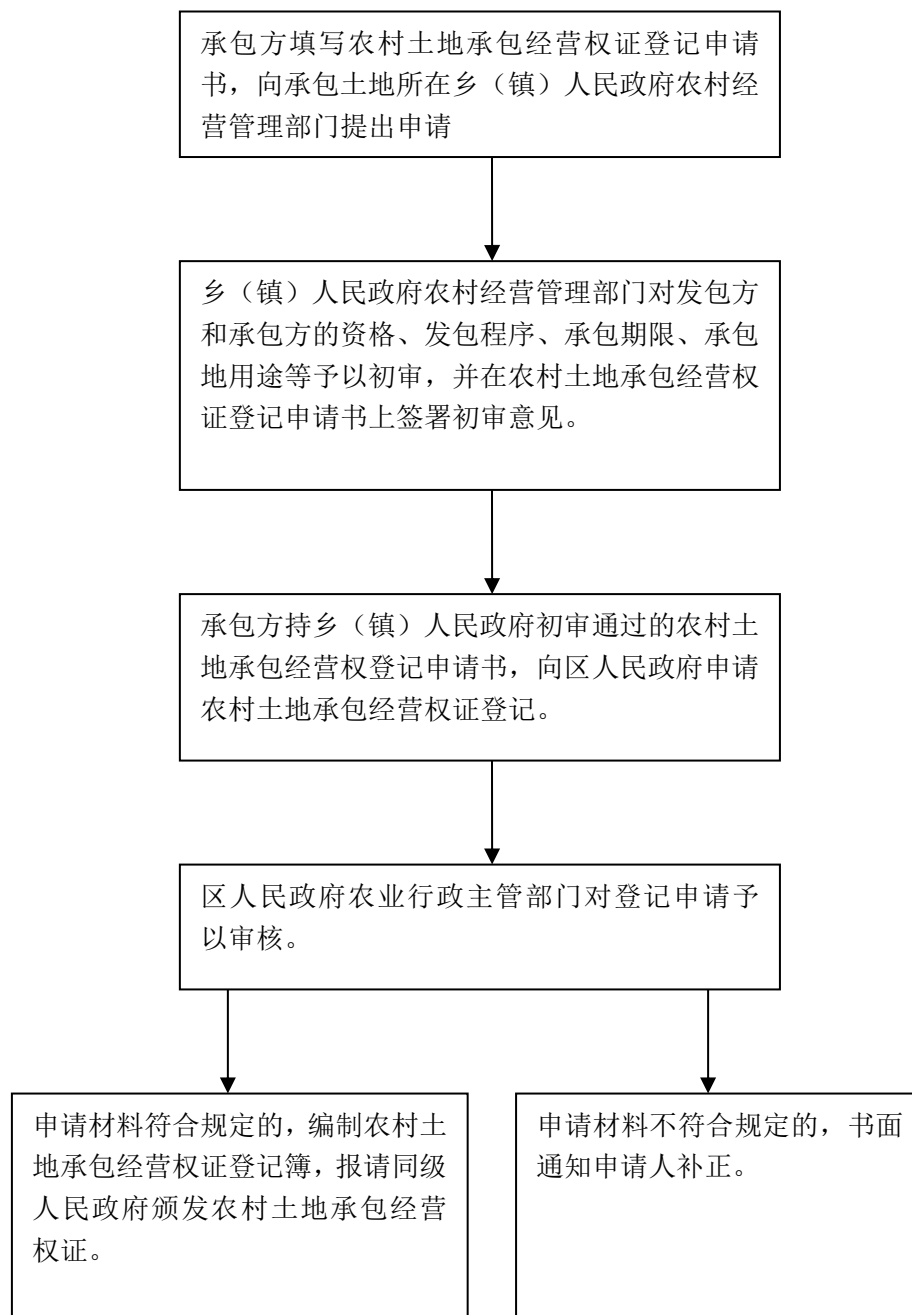 承包方填写农村土地承包经营权证登记申请
书，向承包土地所在乡（镇）人民政府农村经
营管理部门提出申请
乡（镇）人民政府农村经营管理部门对发包方
和承包方的资格、发包程序、承包期限、承包
地用途等予以初审，并在农村土地承包经营权
证登记申请书上签署初审意见。
承包方持乡（镇）人民政府初审通过的农村土
地承包经营权登记申请书，向区人民政府申请
农村土地承包经营权证登记。
区人民政府农业行政主管部门对登记申请予
以审核。
申请材料符合规定的，编制农村土
地承包经营权证登记簿，报请同级
人民政府颁发农村土地承包经营
权证。
申请材料不符合规定的，书面
通知申请人补正。